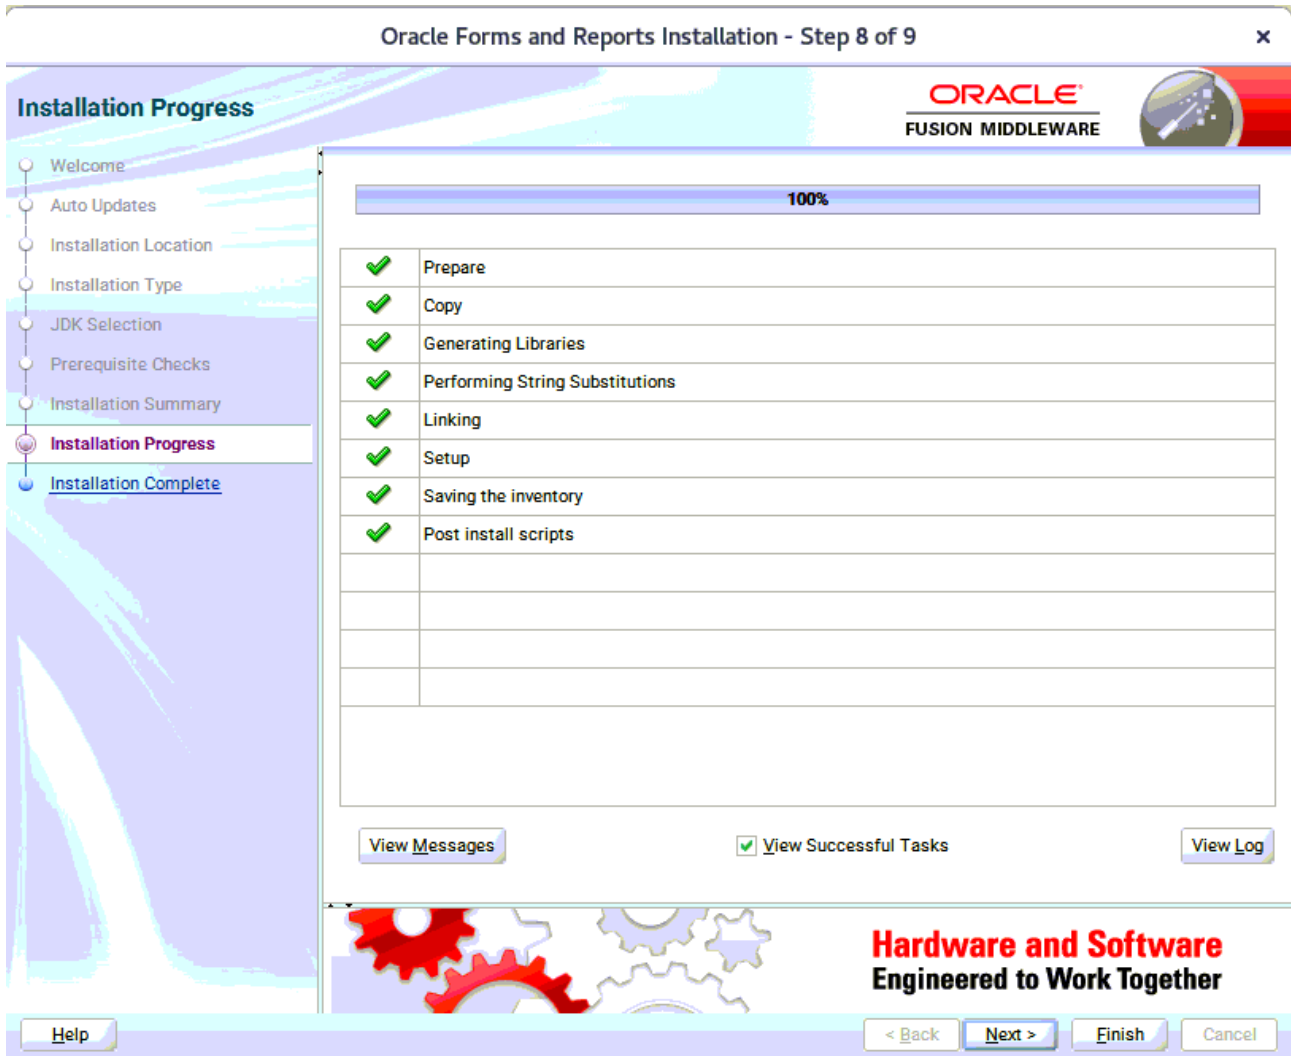 Oracle Forms and Reports Installation - Step 8 of 9
Installation Progress
ORACLE
FUSION MIDDLEWARE
Welcome
Auto Updates
Installation Location
Installation Type
JDK Selection
Prerequisite Checks
Installation Summary
Installation Progress
Installation Complete
100%
Prepare
Copy
Generating Libraries
Performing String Substitutions
Linking
Setup
Saving the inventory
Post install scripts
View Messages
View Successful Tasks
View Log
Hardware and Software
Engineered to Work Together
Help
< Back
Next >
Finish
Cancel